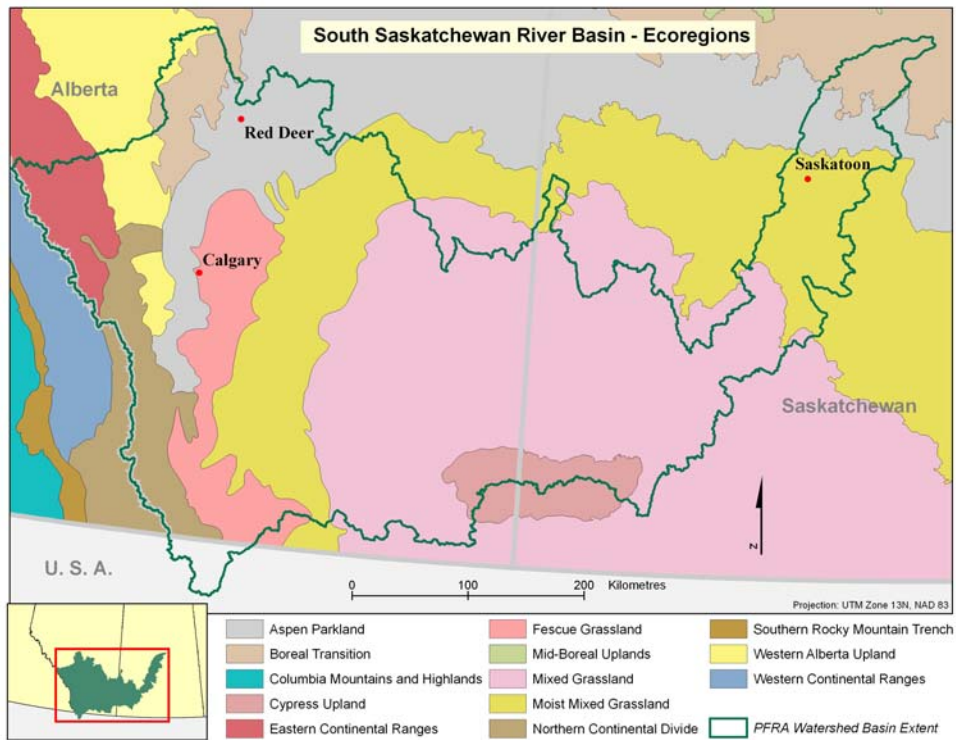 South Saskatchewan River Basin - Ecoregions
Alberta
Red Deer
Saskatoon
Calgary
Saskatchewan
N
U. S. A.
0 100 200 Kilometres
Projection: UTM Zone 13N, NAD 83
Aspen Parkland
Boreal Transition
Columbia Mountains and Highlands
Cypress Upland
Eastern Continental Ranges
Fescue Grassland
Mid-Boreal Uplands
Mixed Grassland
Moist Mixed Grassland
Northern Continental Divide
Southern Rocky Mountain Trench
Western Alberta Upland
Western Continental Ranges
PFRA Watershed Basin Extent